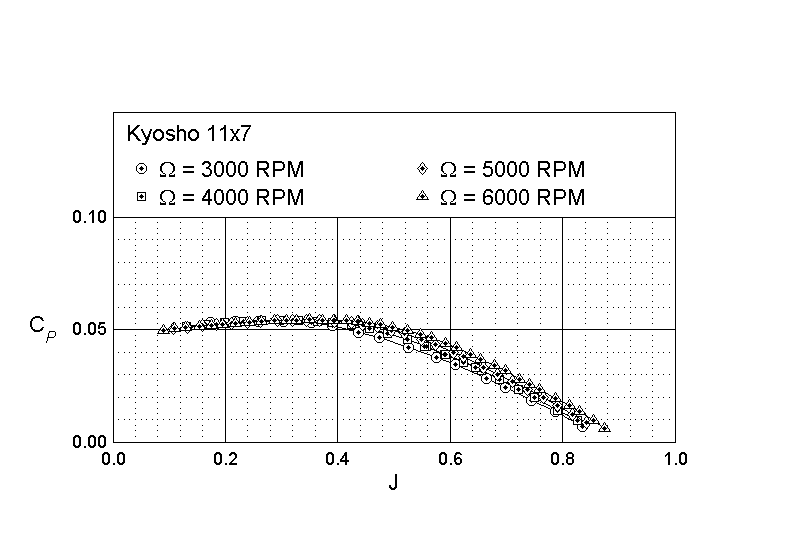 Kyosho 11x7
Ω = 3000 RPM
Ω = 5000 RPM
Ω = 4000 RPM
Ω = 6000 RPM
0.10
C_P
0.05
0.00
0.0 0.2 0.4 0.6 0.8 1.0
J